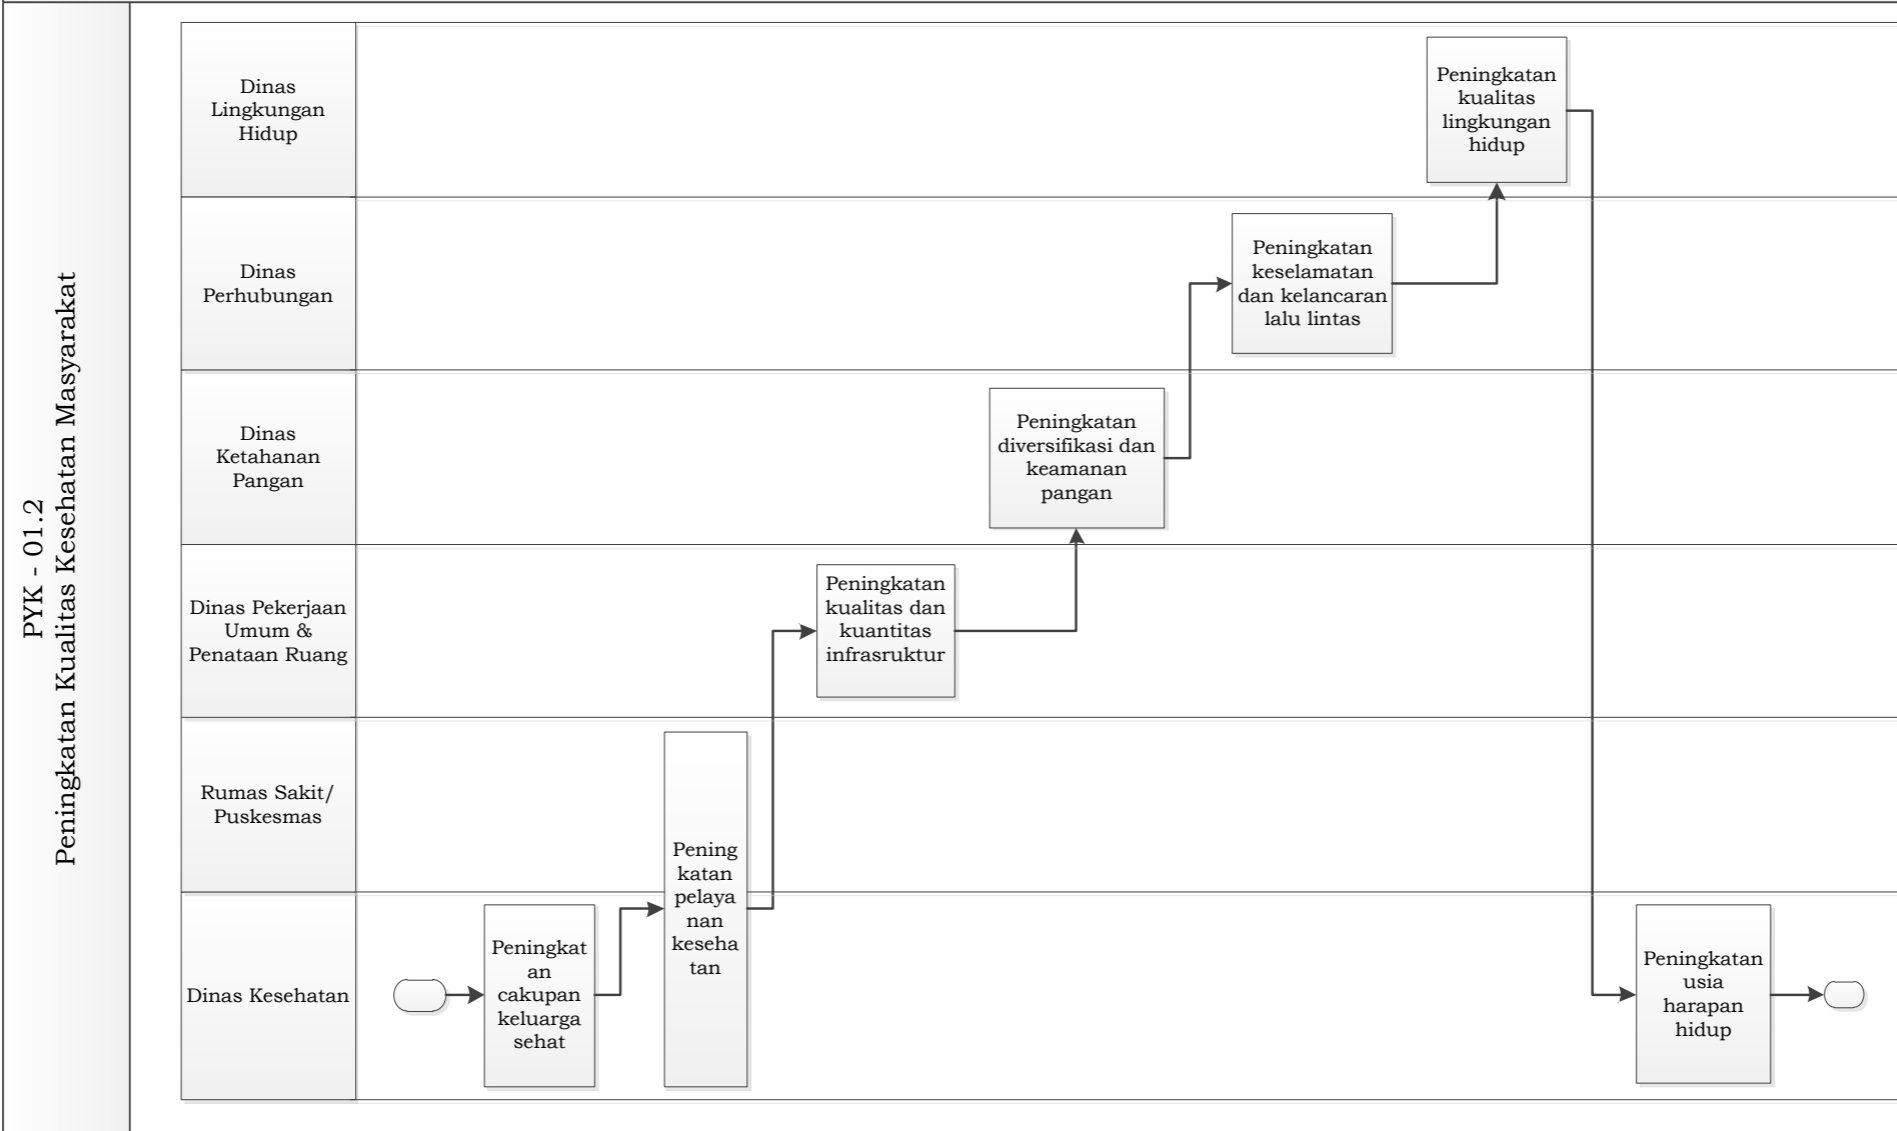 PYK - 01.2
Peningkatan Kualitas Kesehatan Masyarakat
Dinas
Lingkungan
Hidup
Peningkatan
kualitas
lingkungan
hidup
Dinas
Perhubungan
Peningkatan
keselamatan
dan kelancaran
lalu lintas
Dinas
Ketahanan
Pangan
Peningkatan
diversifikasi dan
keamanan
pangan
Dinas Pekerjaan
Umum &
Penataan Ruang
Peningkatan
kualitas dan
kuantitas
infrasruktur
Rumas Sakit/
Puskesmas
Pening
katan
pelaya
nan
keseha
tan
Dinas Kesehatan
Peningkat
an
cakupan
keluarga
sehat
Peningkatan
usia
harapan
hidup